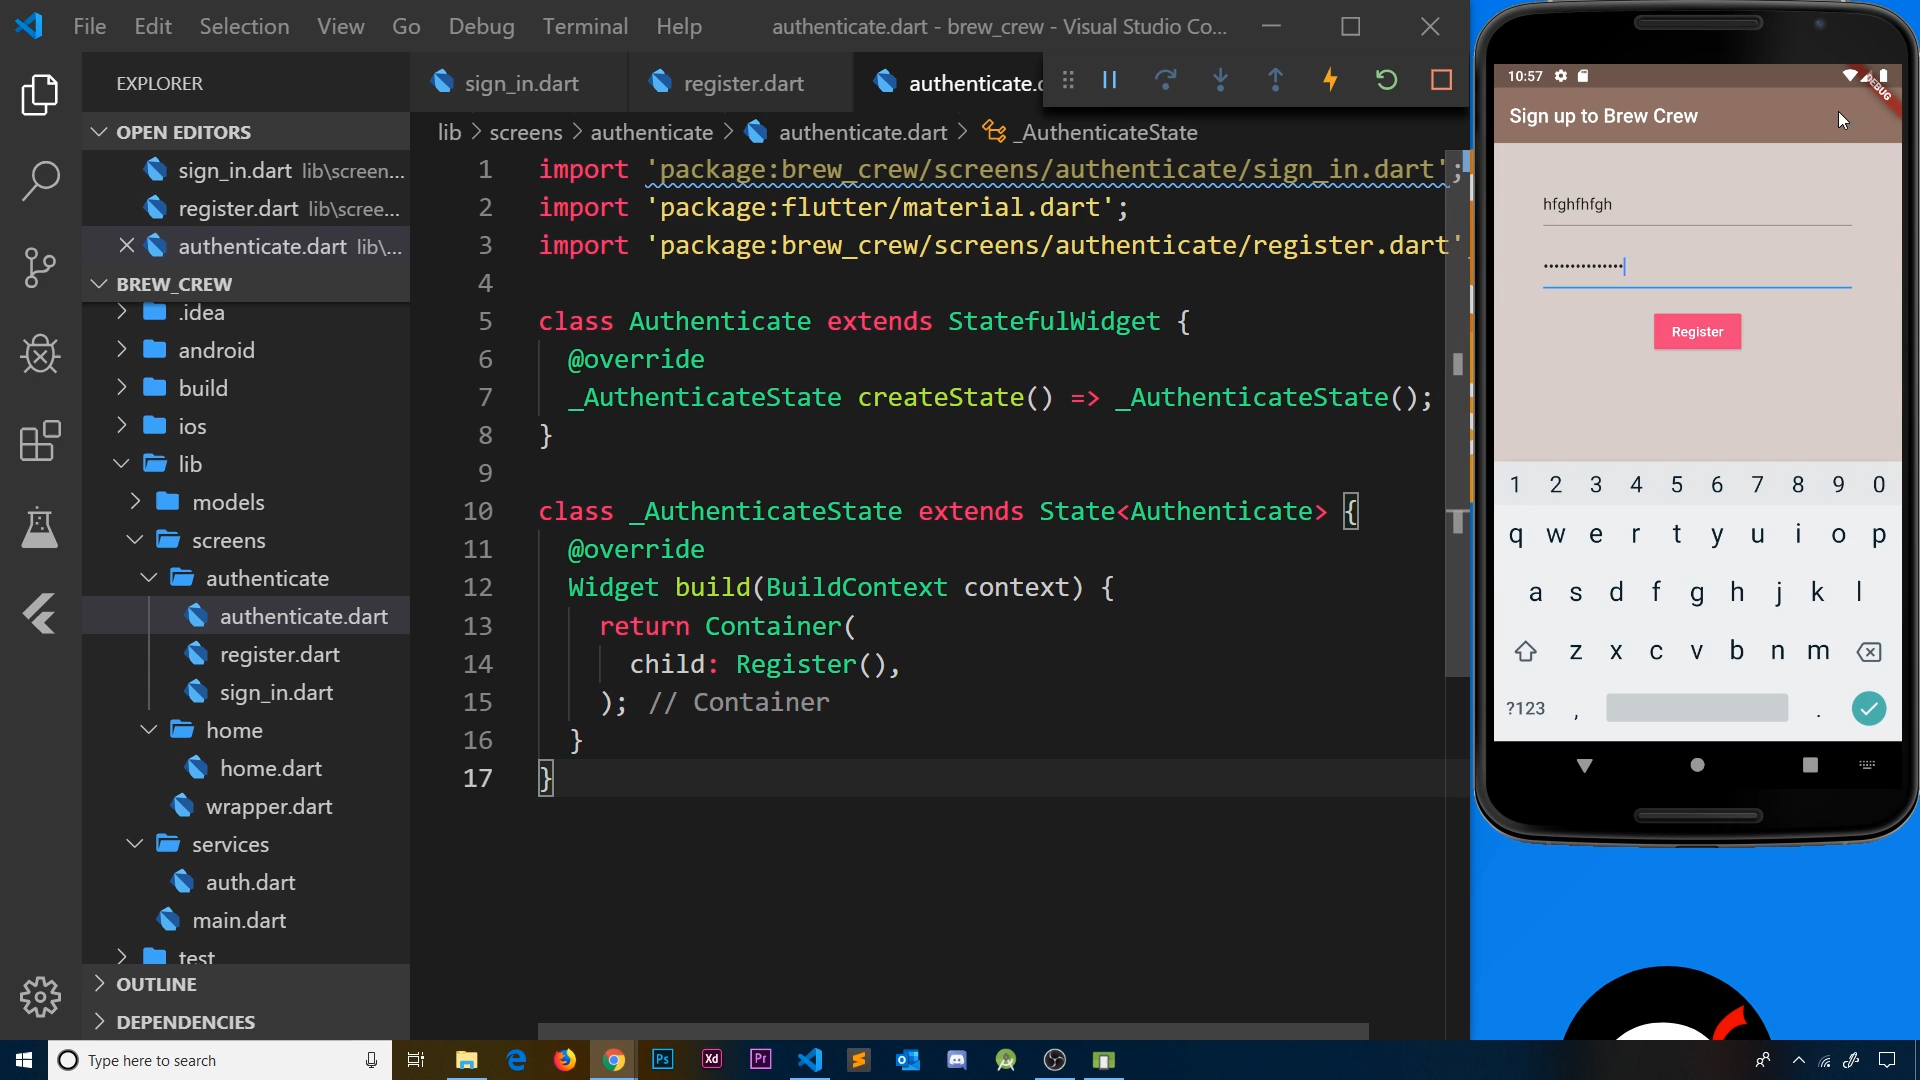 File Edit Selection View Go Debug Terminal Help
authenticate.dart - brew_crew - Visual Studio Co...
EXPLORER
OPEN EDITORS
sign_in.dart lib\screen...
register.dart lib\scree...
authenticate.dart lib\...
BREW_CREW
.idea
android
build
ios
lib
models
screens
authenticate
authenticate.dart
register.dart
sign_in.dart
home
home.dart
wrapper.dart
services
auth.dart
main.dart
test
OUTLINE
DEPENDENCIES
sign_in.dart register.dart authenticate.
lib > screens > authenticate > authenticate.dart > _AuthenticateState
1 import 'package:brew_crew/screens/authenticate/sign_in.dart';
2 import 'package:flutter/material.dart';
3 import 'package:brew_crew/screens/authenticate/register.dart'
4
5 class Authenticate extends StatefulWidget {
6 @override
7 _AuthenticateState createState() => _AuthenticateState();
8 }
9
10 class _AuthenticateState extends State<Authenticate> {
11 @override
12 Widget build(BuildContext context) {
13 return Container(
14 child: Register(),
15 ); // Container
16 }
17 }
10:57
DEBUG
Sign up to Brew Crew
hfghfhfgh
•••••••••••••••
Register
1 2 3 4 5 6 7 8 9 0
q w e r t y u i o p
a s d f g h j k l
z x c v b n m
?123 , .
Type here to search
Ps
Xd
Pr